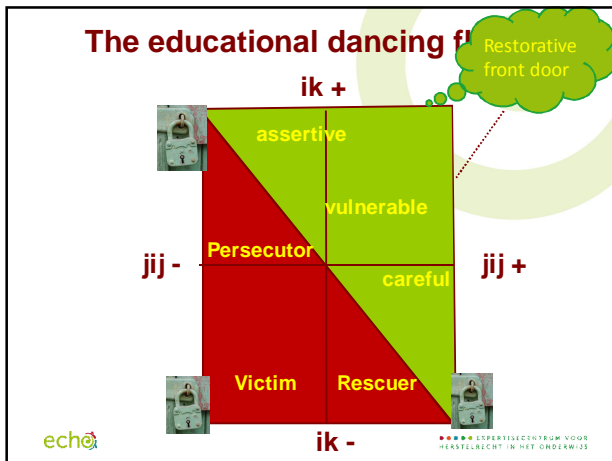 The educational dancing fl
Restorative
front door
ik +
assertive
vulnerable
Persecutor
jij -
jij +
careful
Victim
Rescuer
ik -
echo
EXPERTISECENTRUM VOOR
HERSTELRECHT IN HET ONDERWIJS